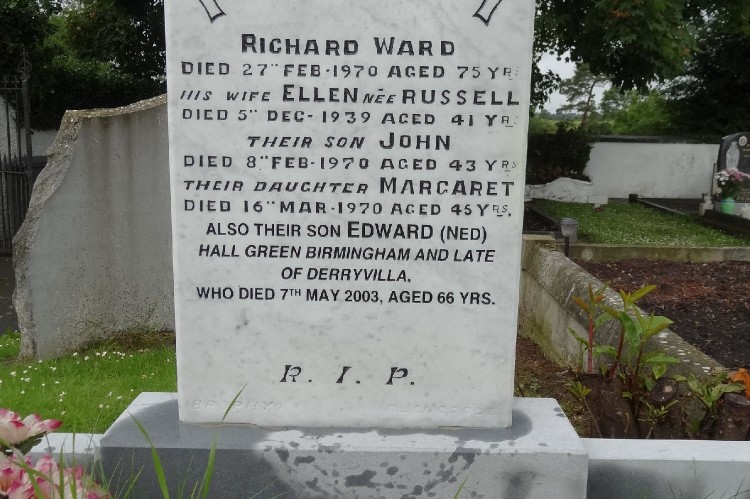 RICHARD WARD
DIED 27TH FEB-1970 AGED 75 YRS
HIS WIFE ELLEN NÉE RUSSELL
DIED 5TH DEC-1939 AGED 41 YRS
THEIR SON JOHN
DIED 8TH FEB-1970 AGED 43 YRS
THEIR DAUGHTER MARGARET
DIED 16TH MAR-1970 AGED 45 YRS.
ALSO THEIR SON EDWARD (NED)
HALL GREEN BIRMINGHAM AND LATE
OF DERRYVILLA,
WHO DIED 7TH MAY 2003, AGED 66 YRS.
R. I. P.